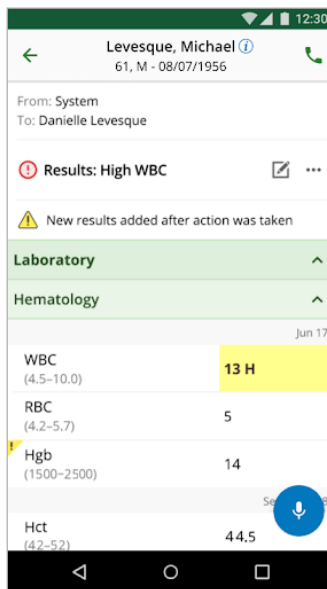 12:30
Levesque, Michael
61, M - 08/07/1956
From: System
To: Danielle Levesque
Results: High WBC
New results added after action was taken
Laboratory
Hematology
Jun 17
WBC
(4.5–10.0)
13 H
RBC
(4.2–5.7)
5
Hgb
(1500–2500)
14
Hct
(42–52)
44.5